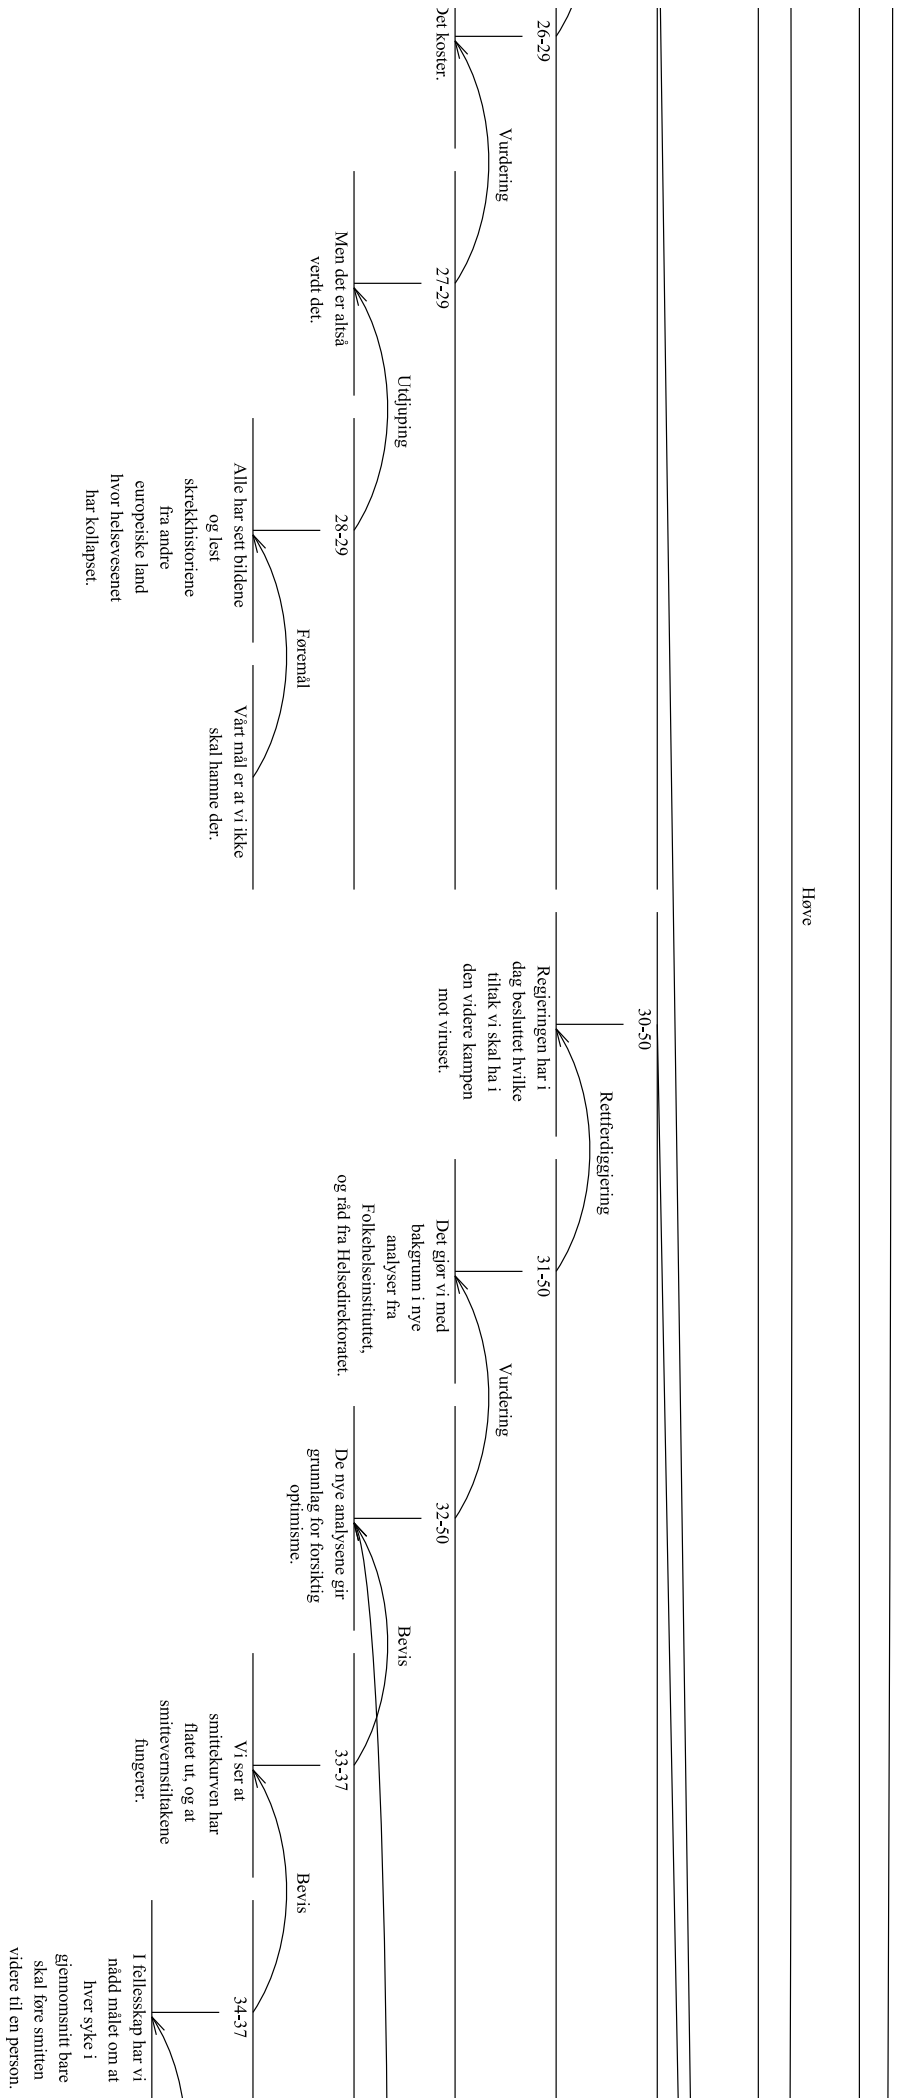 26-29
Det koster.
Vurdering
27-29
Men det er altså
verdt det.
Utdjuping
28-29
Alle har sett bildene
og lest
skrekkhistoriene
fra andre
europeiske land
hvor helsevesenet
har kollapset.
Føremål
Vårt mål er at vi ikke
skal hamne der.
Høve
30-50
Regjeringen har i
dag besluttet hvilke
tiltak vi skal ha i
den videre kampen
mot viruset.
Rettferdiggjering
31-50
Det gjør vi med
bakgrunn i nye
analyser fra
Folkehelseinstituttet,
og råd fra Helsedirektoratet.
Vurdering
32-50
De nye analysene gir
grunnlag for forsiktig
optimisme.
Bevis
33-37
Vi ser at
smittekurven har
flatet ut, og at
smittevernstiltakene
fungerer.
Bevis
34-37
I fellesskap har vi
nådd målet om at
hver syke i
gjennomsnitt bare
skal føre smitten
videre til en person.